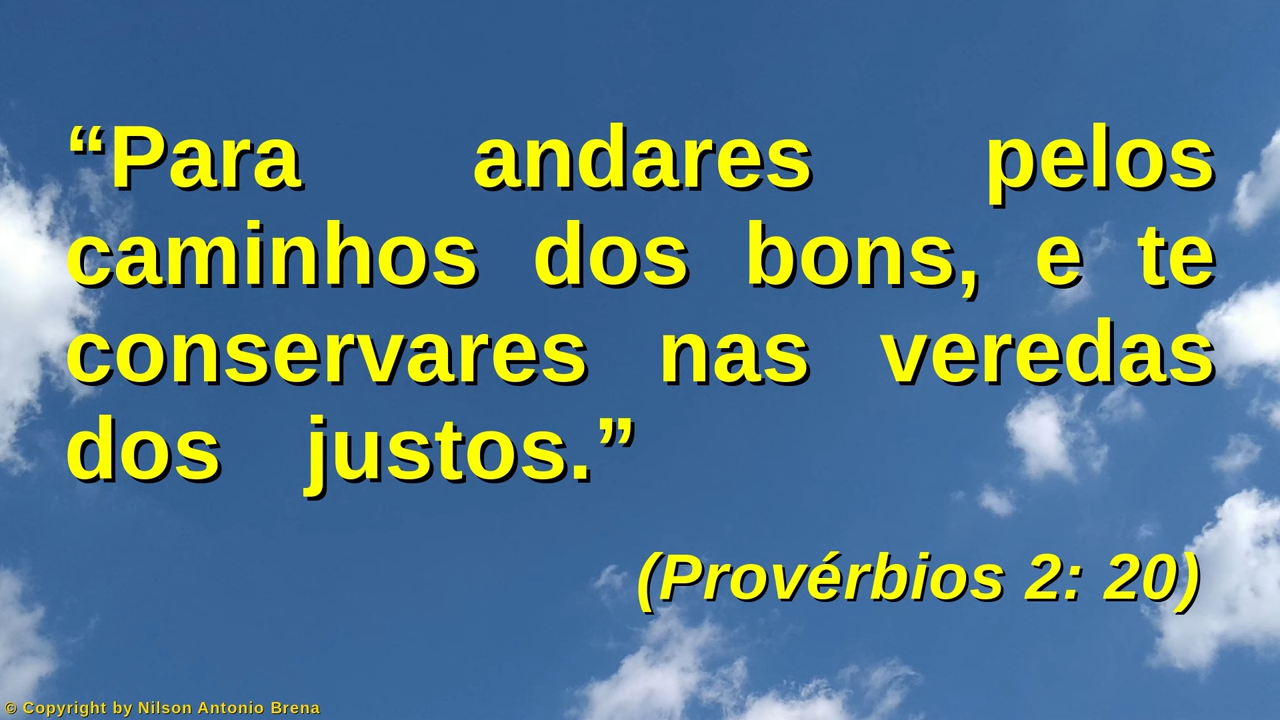 “Para andares pelos
caminhos dos bons, e te
conservares nas veredas
dos justos.”
(Provérbios 2: 20)
© Copyright by Nilson Antonio Brena